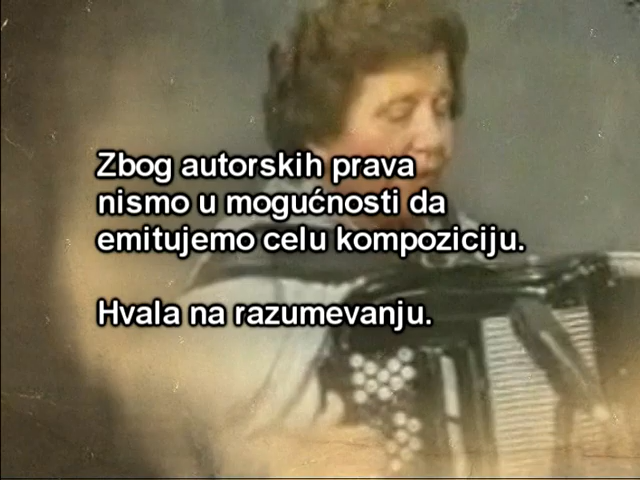 Zbog autorskih prava
nismo u mogućnosti da
emitujemo celu kompoziciju.
Hvala na razumevanju.